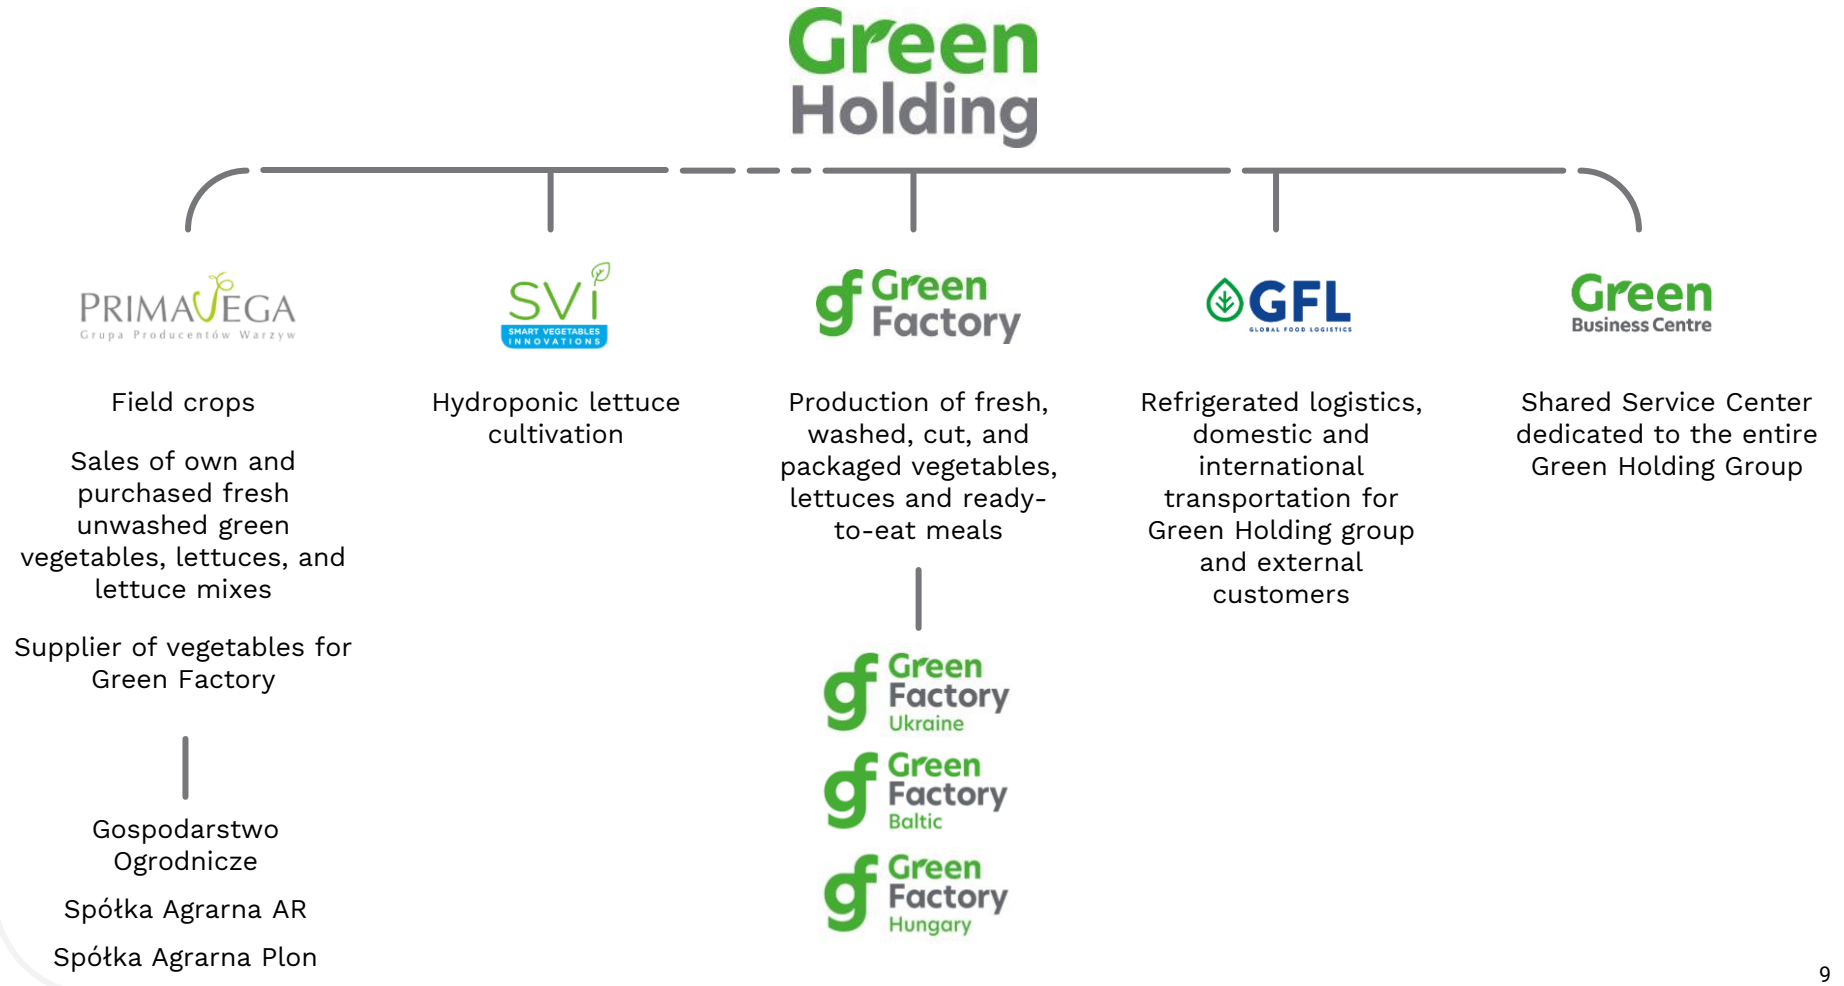 Green
Holding
PRIMAVEGA
Grupa Producentów Warzyw
Field crops
Sales of own and
purchased fresh
unwashed green
vegetables, lettuces, and
lettuce mixes
Supplier of vegetables for
Green Factory
Gospodarstwo
Ogrodnicze
Spółka Agrarna AR
Spółka Agrarna Plon
SVi
SMART VEGETABLES
INNOVATIONS
Hydroponic lettuce
cultivation
gf Green
Factory
Production of fresh,
washed, cut, and
packaged vegetables,
lettuces and ready-
to-eat meals
gf Green
Factory
Ukraine
gf Green
Factory
Baltic
gf Green
Factory
Hungary
GFL
GLOBAL FOOD LOGISTICS
Refrigerated logistics,
domestic and
international
transportation for
Green Holding group
and external
customers
Green
Business Centre
Shared Service Center
dedicated to the entire
Green Holding Group
9